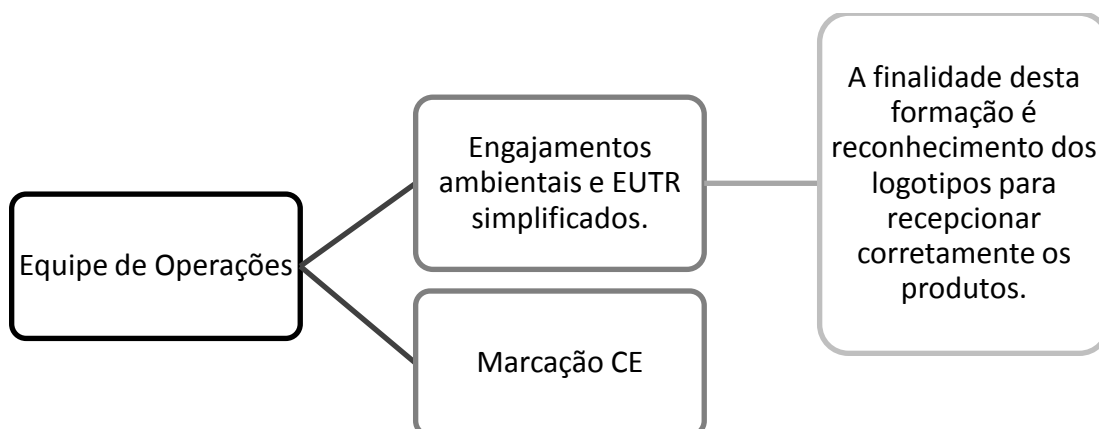 Equipe de Operações
Engajamentos
ambientais e EUTR
simplificados.
Marcação CE
A finalidade desta
formação é
reconhecimento dos
logotipos para
recepcionar
corretamente os
produtos.